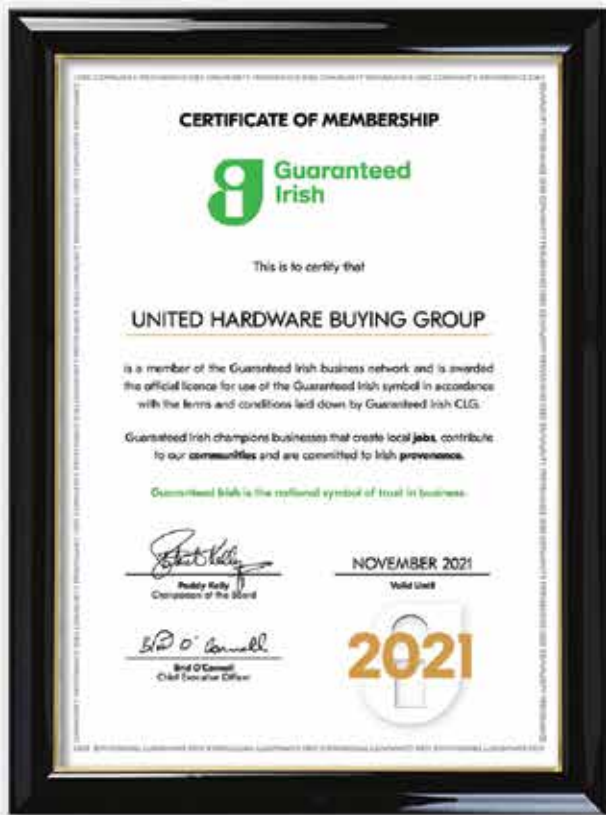 CERTIFICATE OF MEMBERSHIP
Guaranteed
Irish
This is to certify that
UNITED HARDWARE BUYING GROUP
is a member of the Guaranteed Irish business network and is awarded
the official licence for use of the Guaranteed Irish symbol in accordance
with the terms and conditions laid down by Guaranteed Irish CLG.
Guaranteed Irish champions businesses that create local jobs, contribute
to our communities and are committed to Irish provenance.
Guaranteed Irish is the national symbol of trust in business
Paddy Kelly
Chairperson of the Board
NOVEMBER 2021
Valid Until
Bríd O'Connell
Bríd O'Connell
Chief Executive Officer
2021